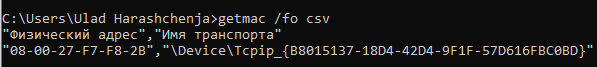 C:\Users\Ulad Harashchenja>getmac /fo csv
"Физический адрес","Имя транспорта"
"08-00-27-F7-F8-2B","\Device\Tcpip_{B8015137-18D4-42D4-9F1F-57D616FBC0BD}"